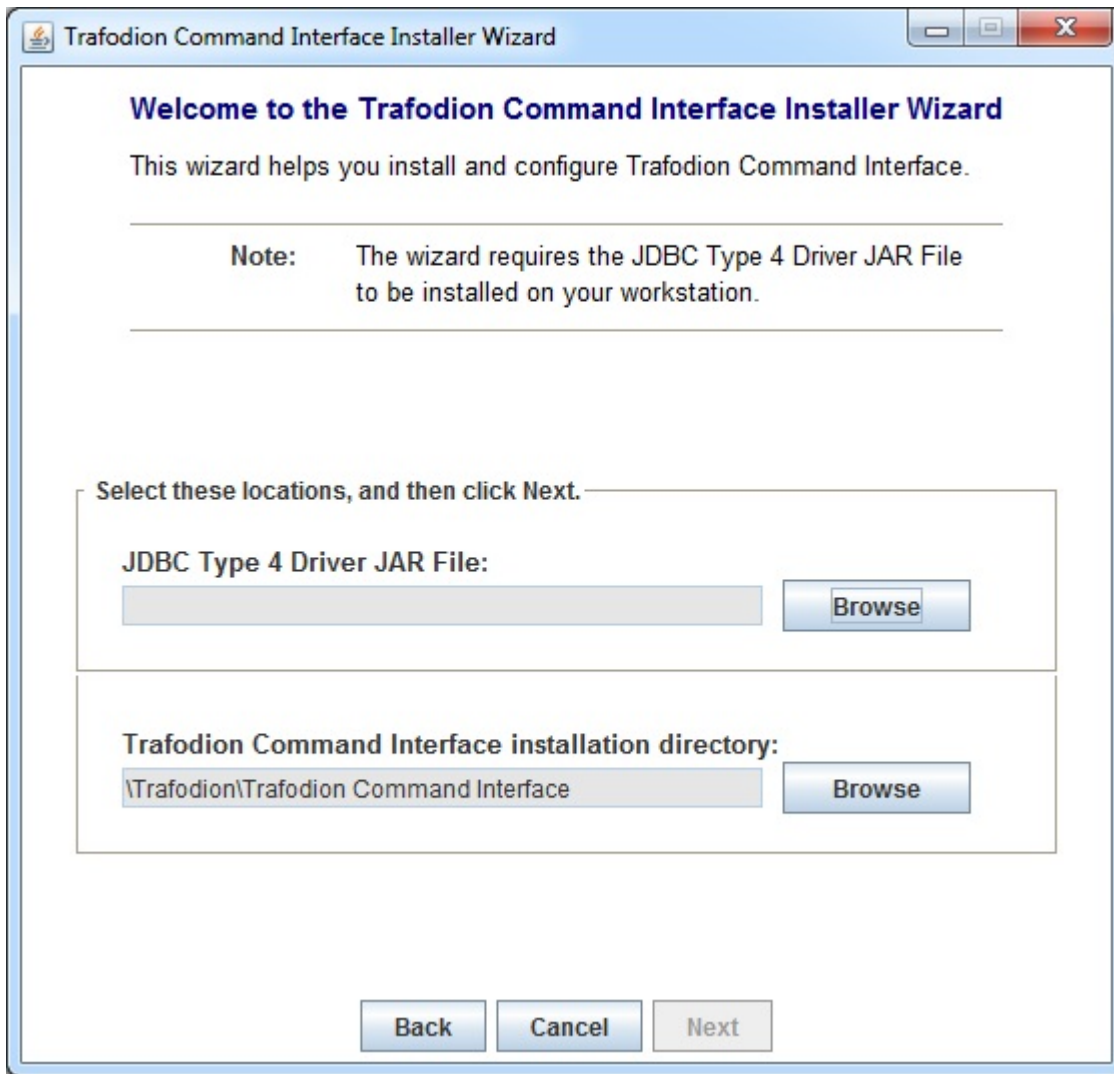 Trafodion Command Interface Installer Wizard
Welcome to the Trafodion Command Interface Installer Wizard
This wizard helps you install and configure Trafodion Command Interface.
Note: The wizard requires the JDBC Type 4 Driver JAR File
to be installed on your workstation.
Select these locations, and then click Next.
JDBC Type 4 Driver JAR File:
Browse
Trafodion Command Interface installation directory:
\Trafodion\Trafodion Command Interface Browse
Back Cancel Next